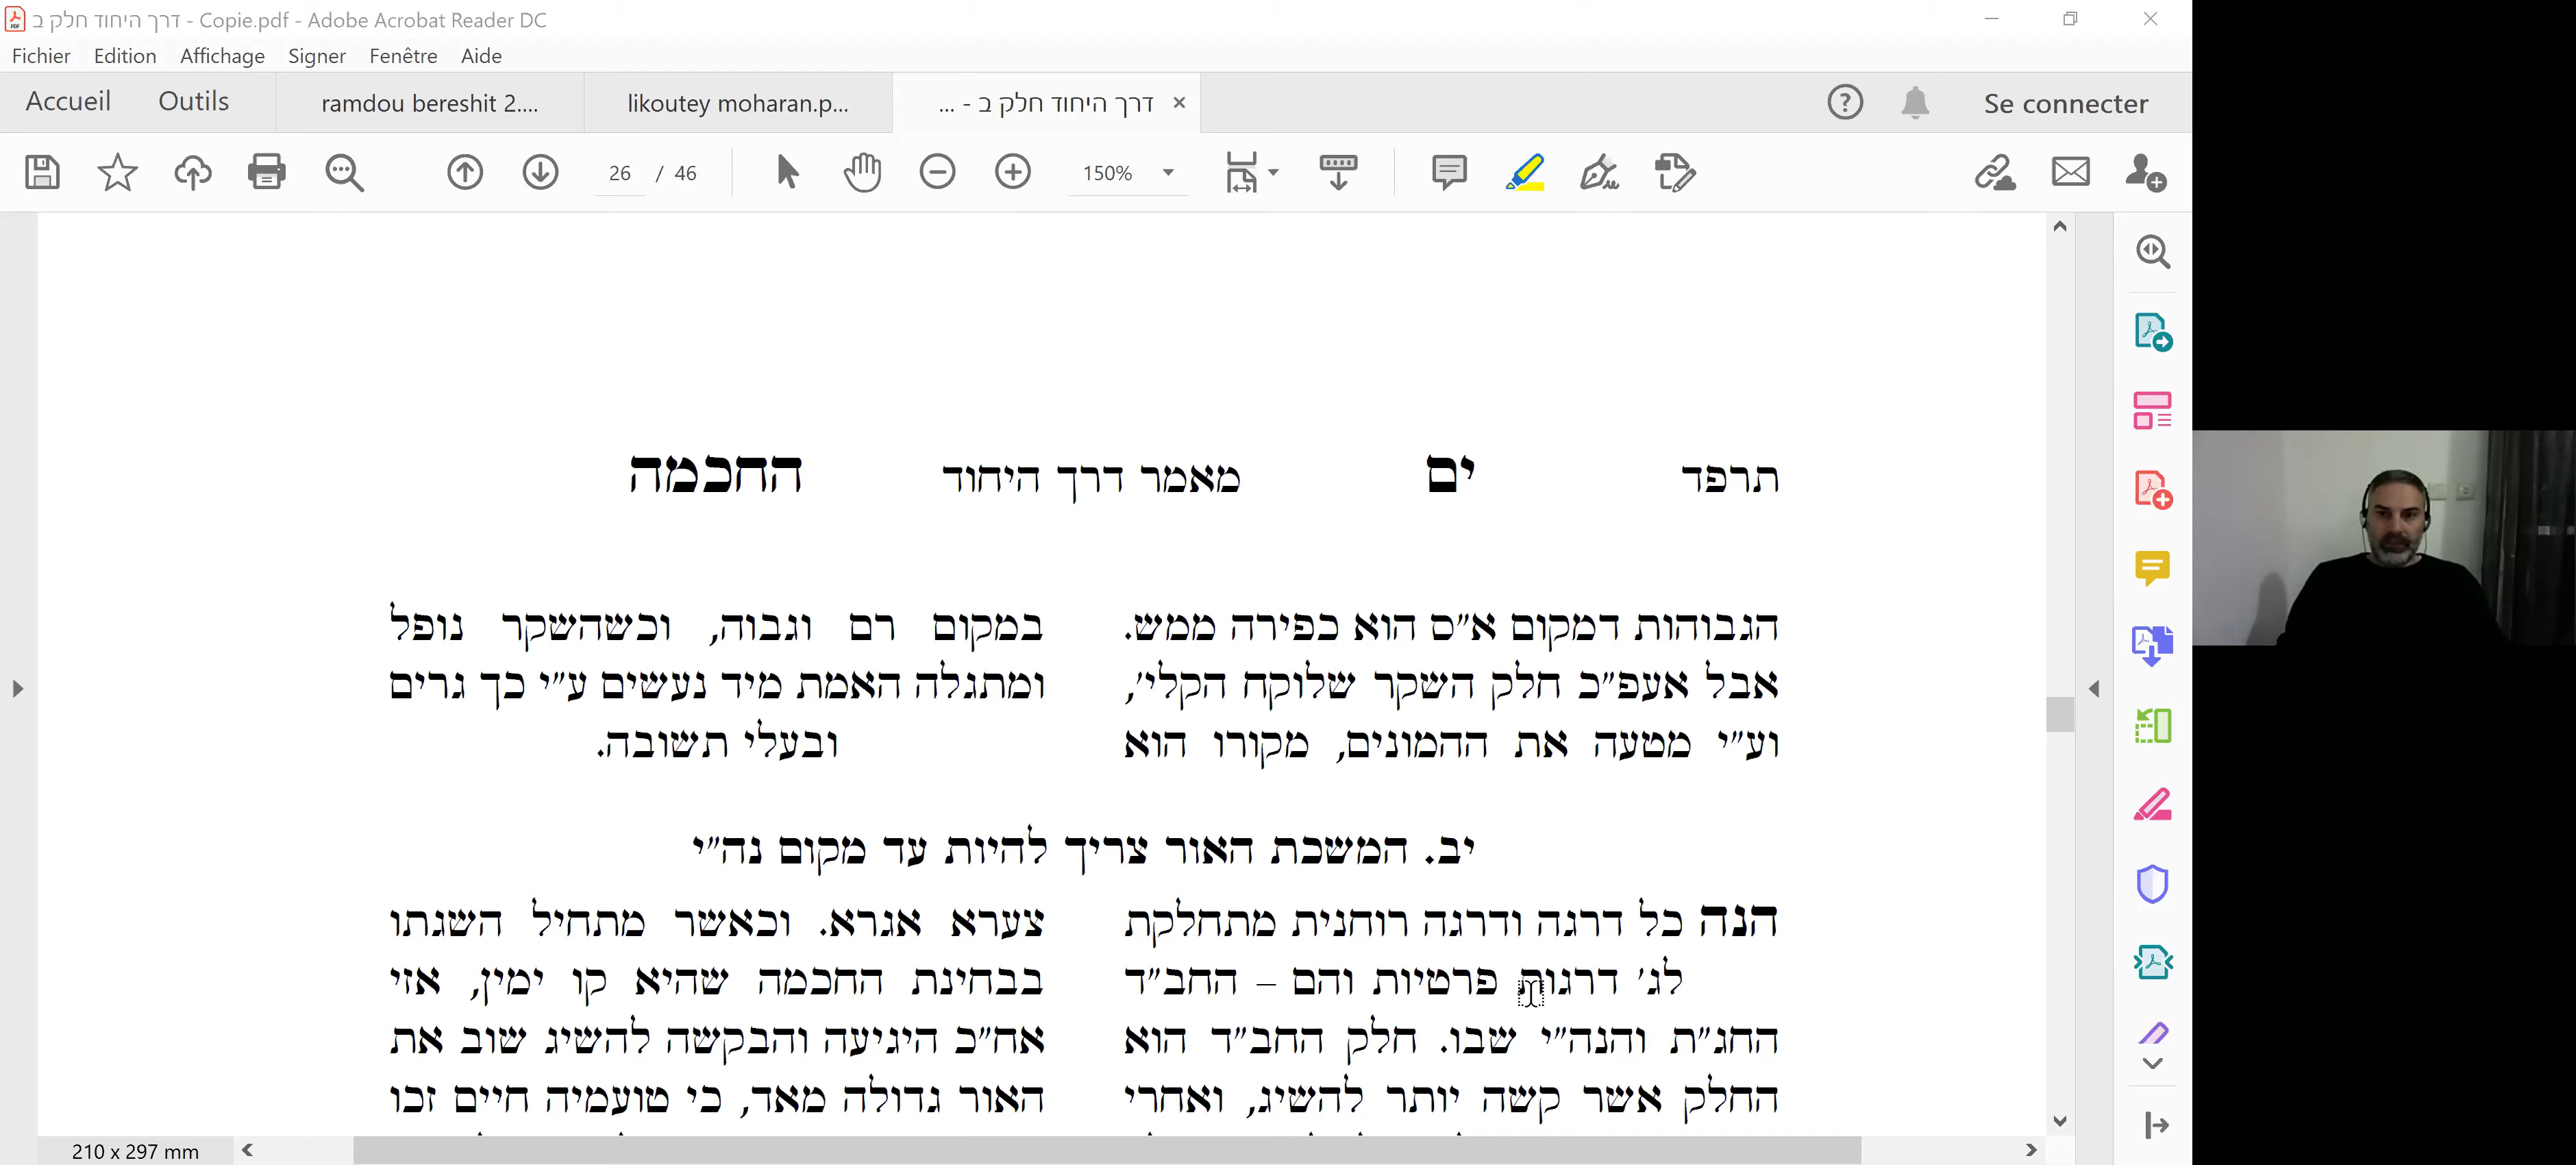 דרך היחוד חלק ב - Copie.pdf - Adobe Acrobat Reader DC
Fichier Edition Affichage Signer Fenêtre Aide
Accueil Outils ramdou bereshit 2.... likoutey moharan.p... דרך היחוד חלק ב - ... Se connecter
26 / 46 150%
תרפד ים מאמר דרך היחוד החכמה
הגבוהות דמקום א״ס הוא כפירה ממש.
אבל אעפ״כ חלק השקר שלוקח הקלי׳,
וע״י מטעה את ההמונים, מקורו הוא
במקום רם וגבוה, וכשהשקר נופל
ומתגלה האמת מיד נעשים ע״י כך גרים
ובעלי תשובה.
יב. המשכת האור צריך להיות עד מקום נה״י
הנה כל דרגה ודרגה רוחנית מתחלקת
לג׳ דרגות פרטיות והם – החב״ד
החג״ת והנה״י שבו. חלק החב״ד הוא
החלק אשר קשה יותר להשיג, ואחרי
צערא אגרא. וכאשר מתחיל השגתו
בבחינת החכמה שהיא קו ימין, אזי
אח״כ היגיעה והבקשה להשיג שוב את
האור גדולה מאד, כי טועמיה חיים זכו
210 x 297 mm